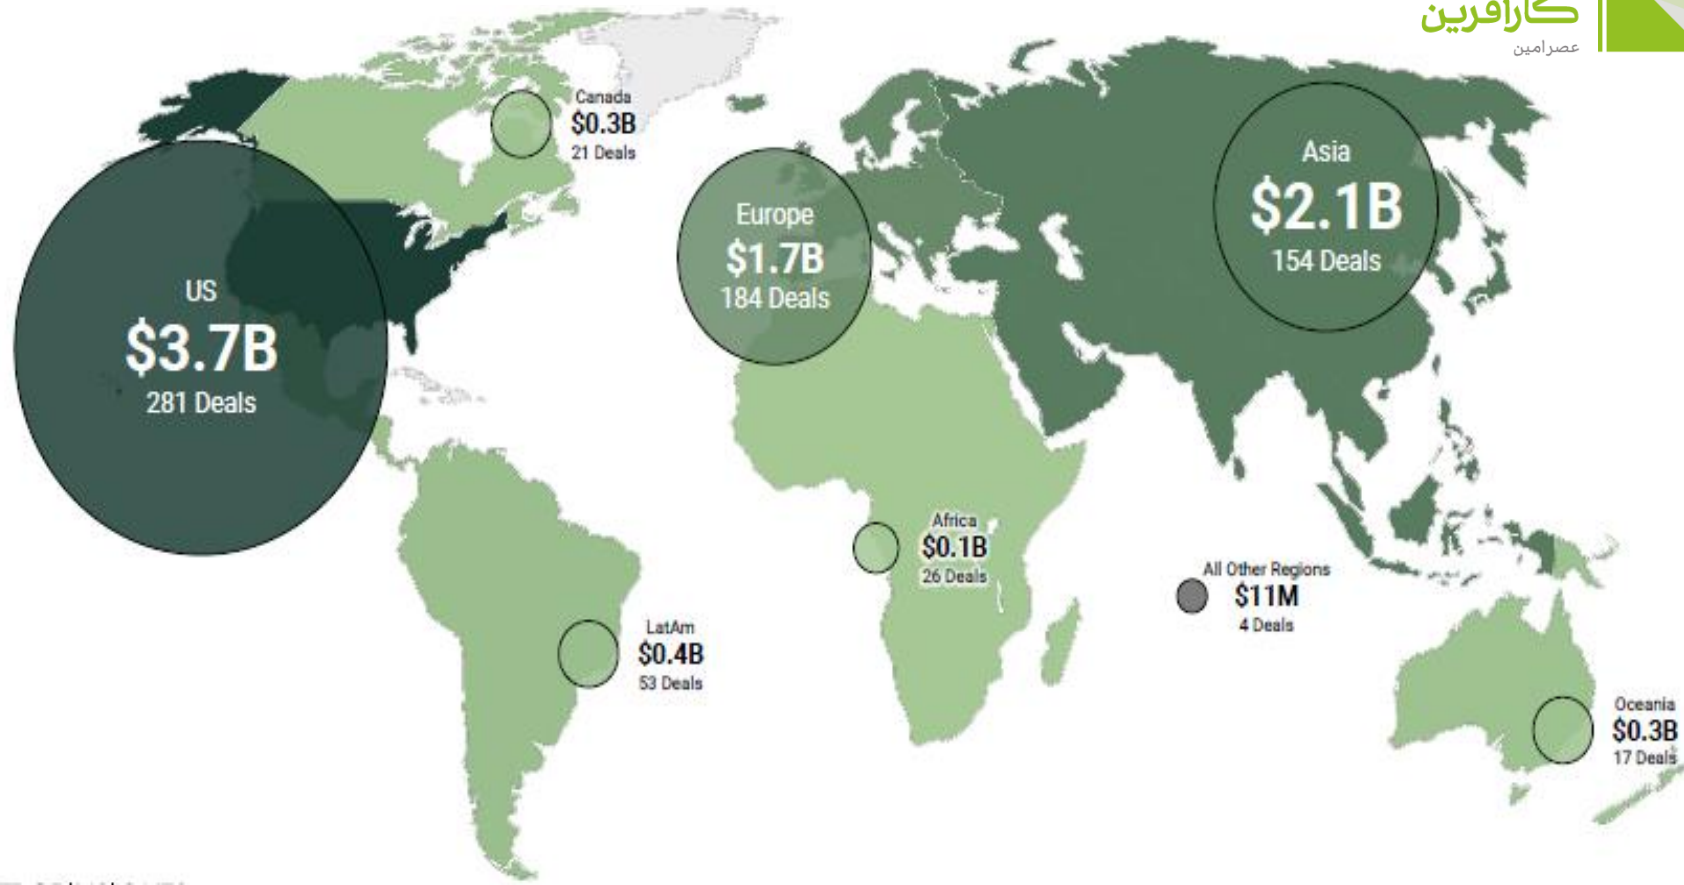 کارآفرین
عصرامین
Canada
$0.3B
21 Deals
US
$3.7B
281 Deals
Europe
$1.7B
184 Deals
Asia
$2.1B
154 Deals
Africa
$0.1B
26 Deals
All Other Regions
$11M
4 Deals
LatAm
$0.4B
53 Deals
Oceania
$0.3B
17 Deals